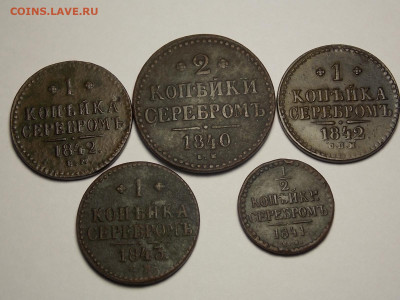 COINS.LAVE.RU
1
КОПѢЙКА
СЕРЕБРОМЪ
1842
2
КОПѢЙКИ
СЕРЕБРОМЪ
1840
1
КОПѢЙКА
СЕРЕБРОМЪ
1842
1
КОПѢЙКА
СЕРЕБРОМЪ
1/2
КОПѢЙКИ
СЕРЕБРОМЪ
1841